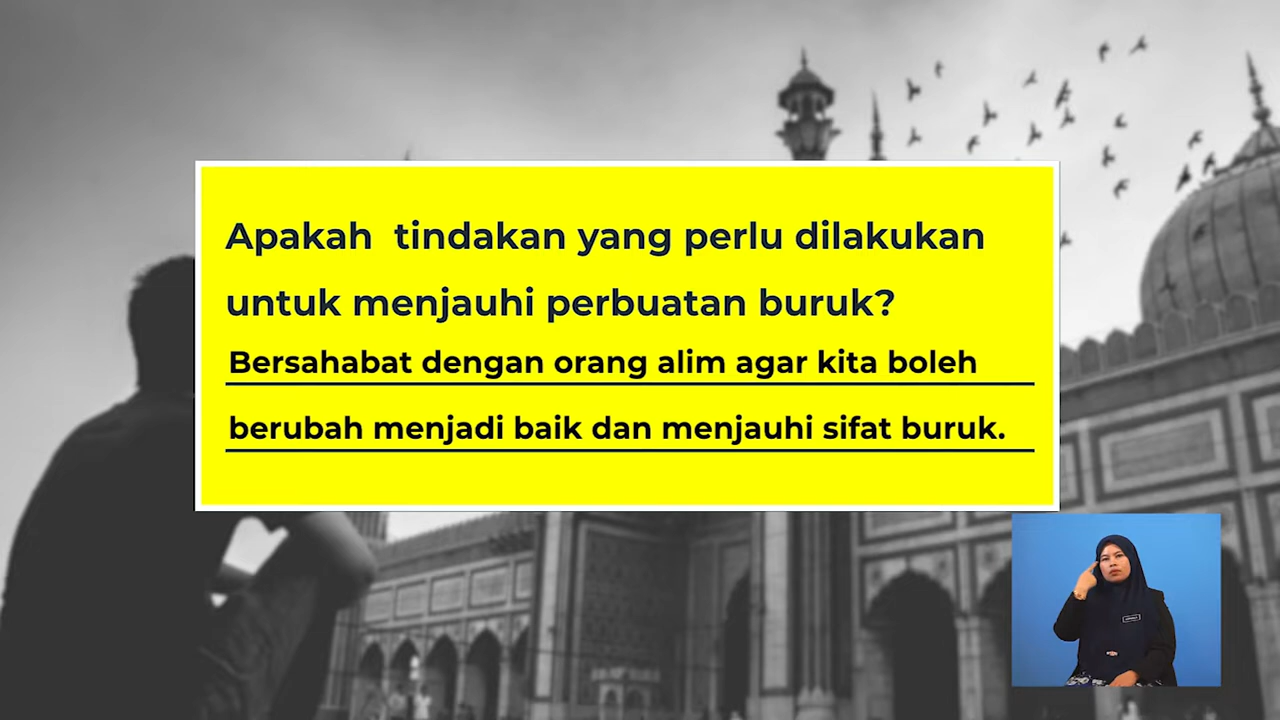 Apakah  tindakan yang perlu dilakukan
untuk menjauhi perbuatan buruk?
Bersahabat dengan orang alim agar kita boleh
berubah menjadi baik dan menjauhi sifat buruk.